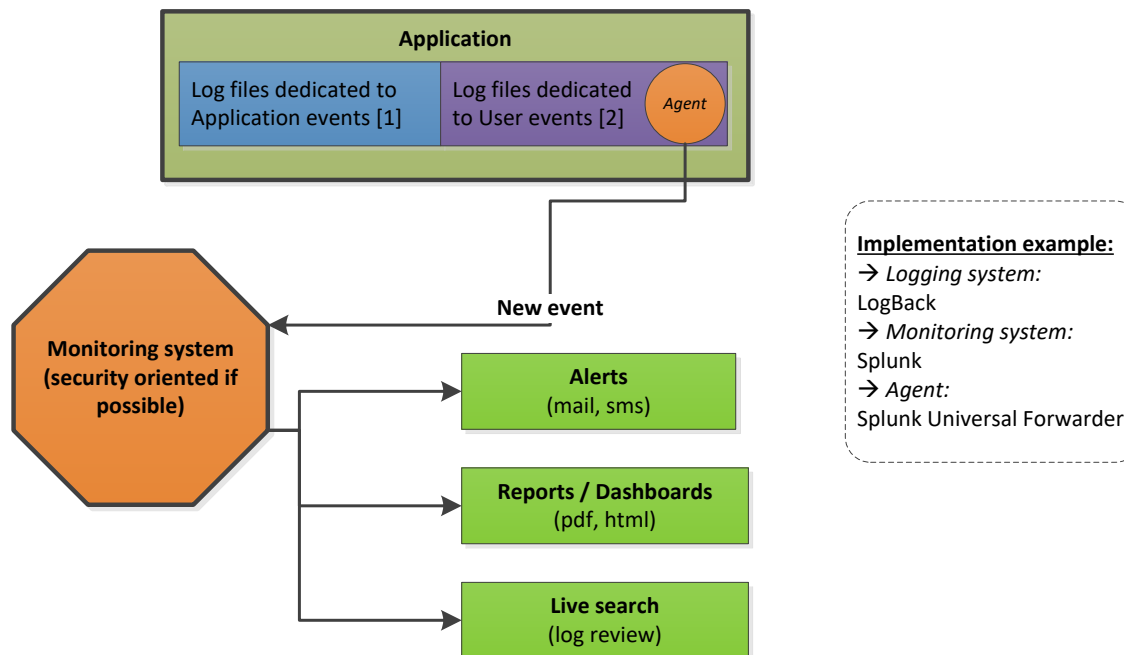 Application
Log files dedicated to
Application events [1]
Log files dedicated
to User events [2]
Agent
New event
Monitoring system
(security oriented if
possible)
Alerts
(mail, sms)
Reports / Dashboards
(pdf, html)
Live search
(log review)
Implementation example:
→ Logging system:
LogBack
→ Monitoring system:
Splunk
→ Agent:
Splunk Universal Forwarder